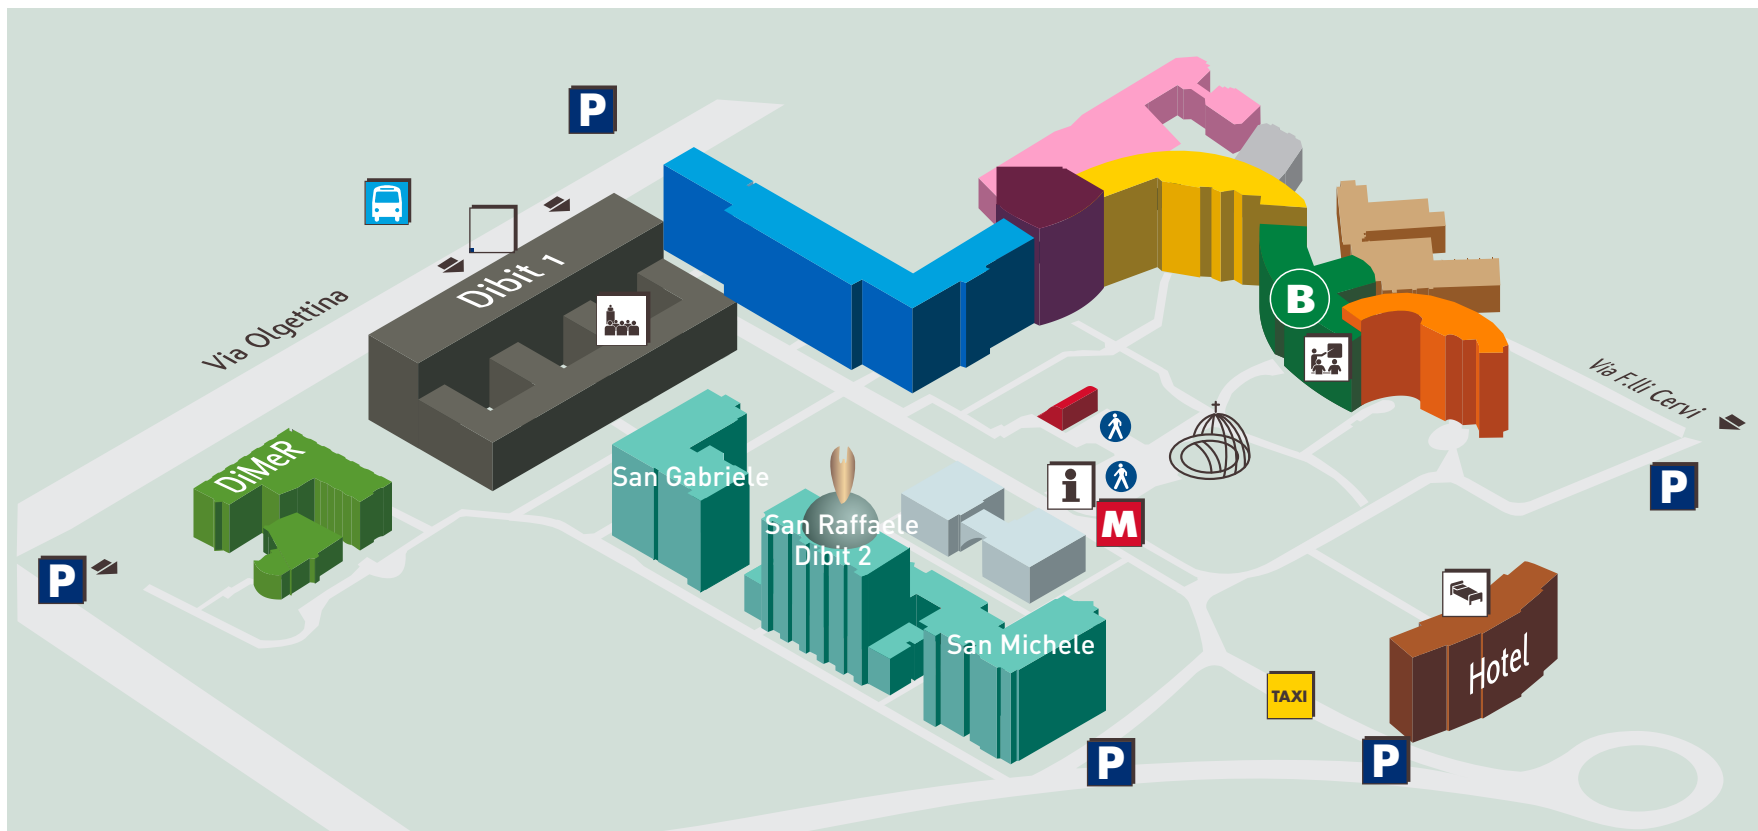 P
Via Olgettina
Dibit 1
B
Via F.lli Cervi
DiMeR
San Gabriele
San Raffaele
Dibit 2
i
M
P
P
San Michele
Hotel
TAXI
P
P